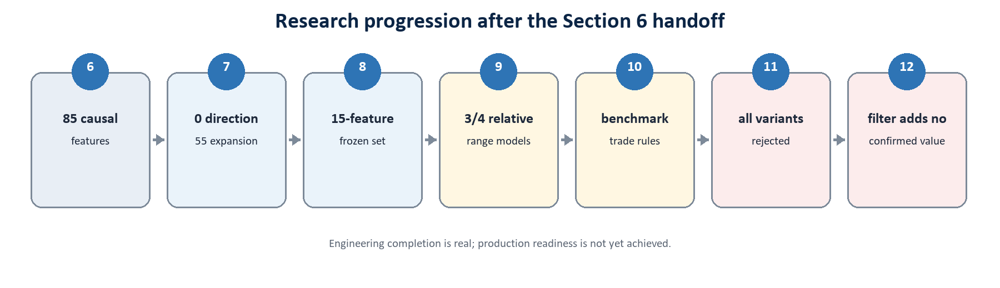 Research progression after the Section 6 handoff
6
85 causal
features
7
0 direction
55 expansion
8
15-feature
frozen set
9
3/4 relative
range models
10
benchmark
trade rules
11
all variants
rejected
12
filter adds no
confirmed value
Engineering completion is real; production readiness is not yet achieved.